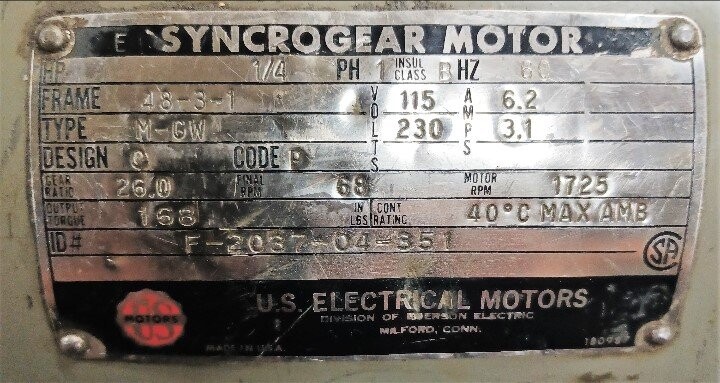 E SYNCROGEAR MOTOR
HP 1/4 PH 1 INSUL CLASS B HZ 60
FRAME 48-3-1 VOLTS 115 AMPS 6.2
TYPE M-GW 230 3.1
DESIGN C CODE P
GEAR RATIO 26.0 68 RPM MOTOR RPM 1725
OUTPUT TORQUE 168 IN LBS CONT RATING 40°C MAX AMB
ID# F-2037-04-351
SA
US MOTORS
U.S. ELECTRICAL MOTORS
DIVISION OF EMERSON ELECTRIC
MILFORD, CONN.
MADE IN U.S.A.